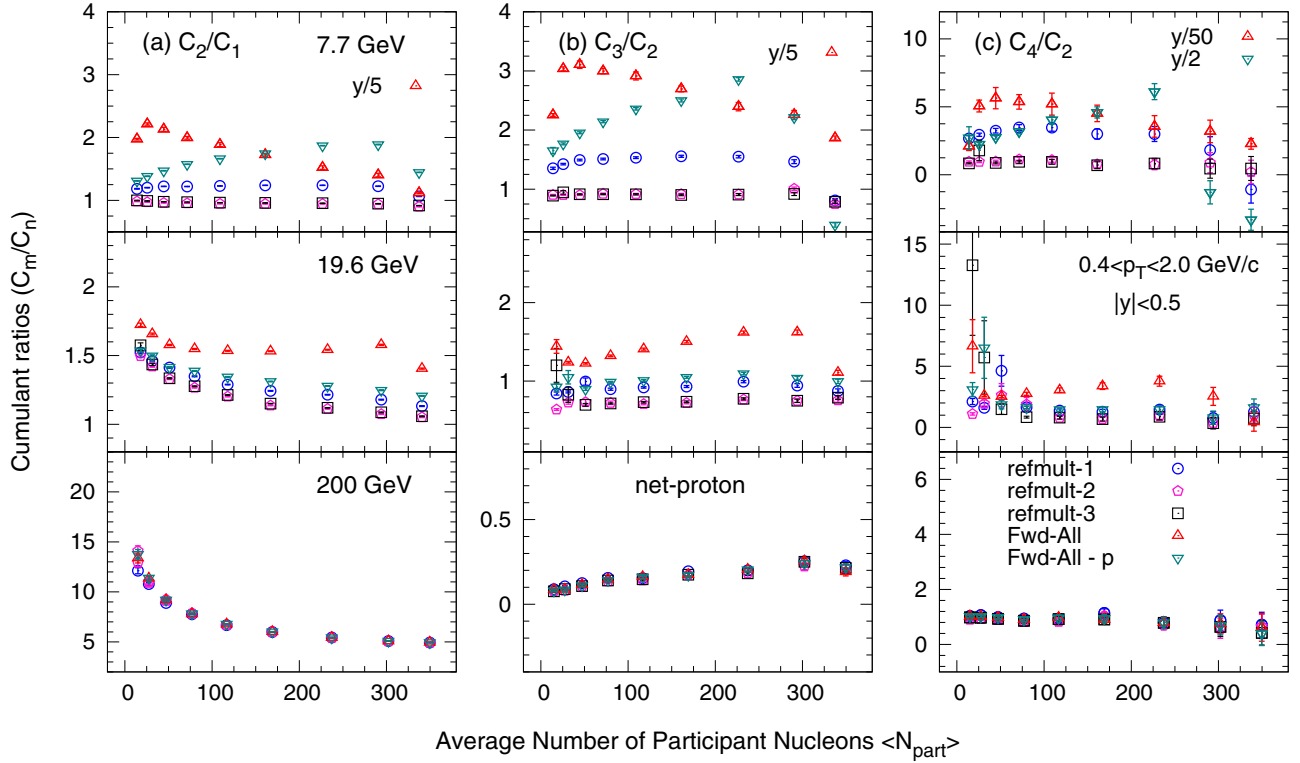 (a) C2/C1
7.7 GeV
y/5
4
3
2
1
(b) C3/C2
y/5
4
3
2
1
(c) C4/C2
y/50
y/2
10
5
0
Cumulant ratios (Cm/Cn)
19.6 GeV
2
1.5
1
2
1
0.4<pT<2.0 GeV/c
|y|<0.5
15
10
5
0
200 GeV
20
15
10
5
net-proton
0.5
0
refmult-1
refmult-2
refmult-3
Fwd-All
Fwd-All - p
6
4
2
0
0 100 200 300
0 100 200 300
0 100 200 300
Average Number of Participant Nucleons <Npart>